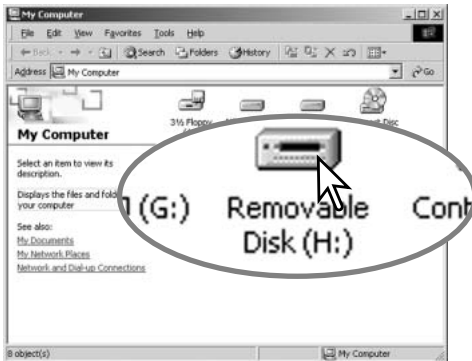 My Computer
File Edit View Favorites Tools Help
Back Search Folders History
Address My Computer Go
3½ Floppy
Disc
My Computer
Select an item to view its
description.
Displays the files and fold
your computer
See also:
My Documents
My Network Places
Network and Dial-up Connections
(G:) Removable Cont
Disk (H:)
8 object(s) My Computer